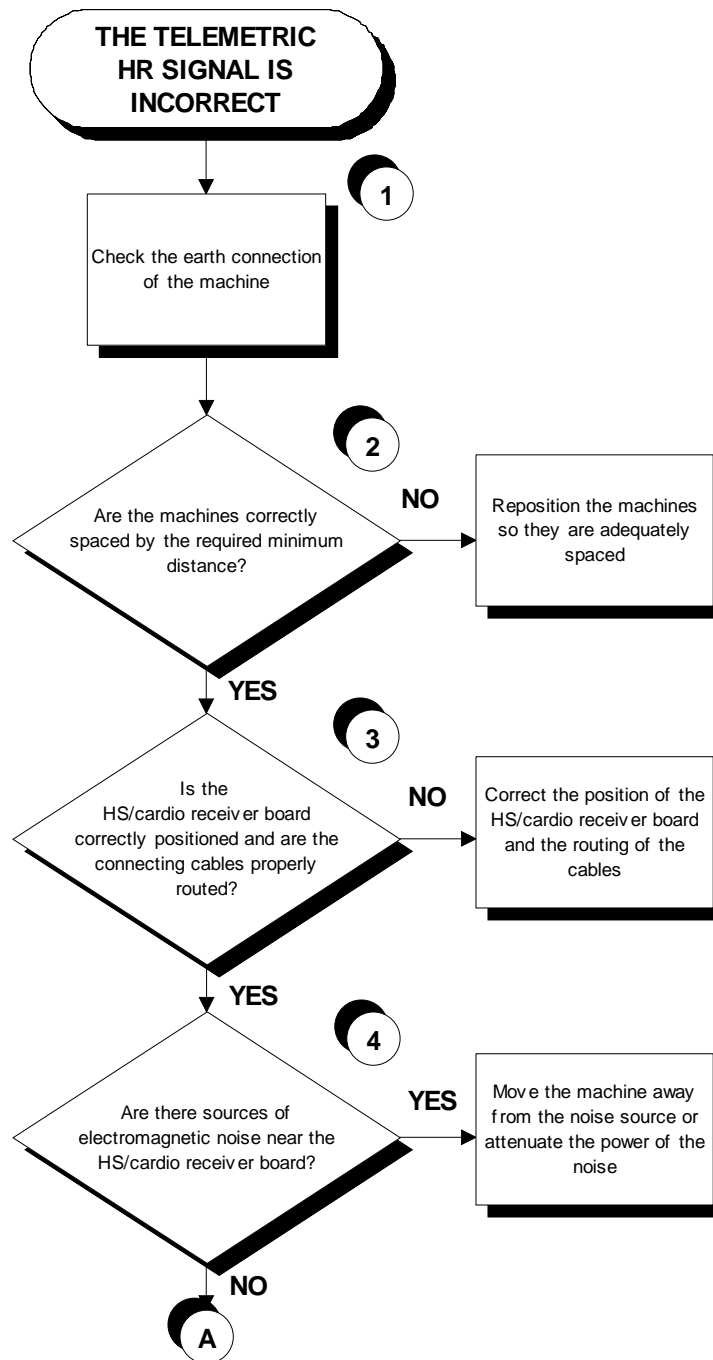 THE TELEMETRIC
HR SIGNAL IS
INCORRECT
1
Check the earth connection
of the machine
2
Are the machines correctly
spaced by the required minimum
distance?
NO
Reposition the machines
so they are adequately
spaced
YES
3
Is the
HS/cardio receiver board
correctly positioned and are the
connecting cables properly
routed?
NO
Correct the position of the
HS/cardio receiver board
and the routing of the
cables
YES
4
Are there sources of
electromagnetic noise near the
HS/cardio receiver board?
YES
Move the machine away
from the noise source or
attenuate the power of the
noise
NO
A